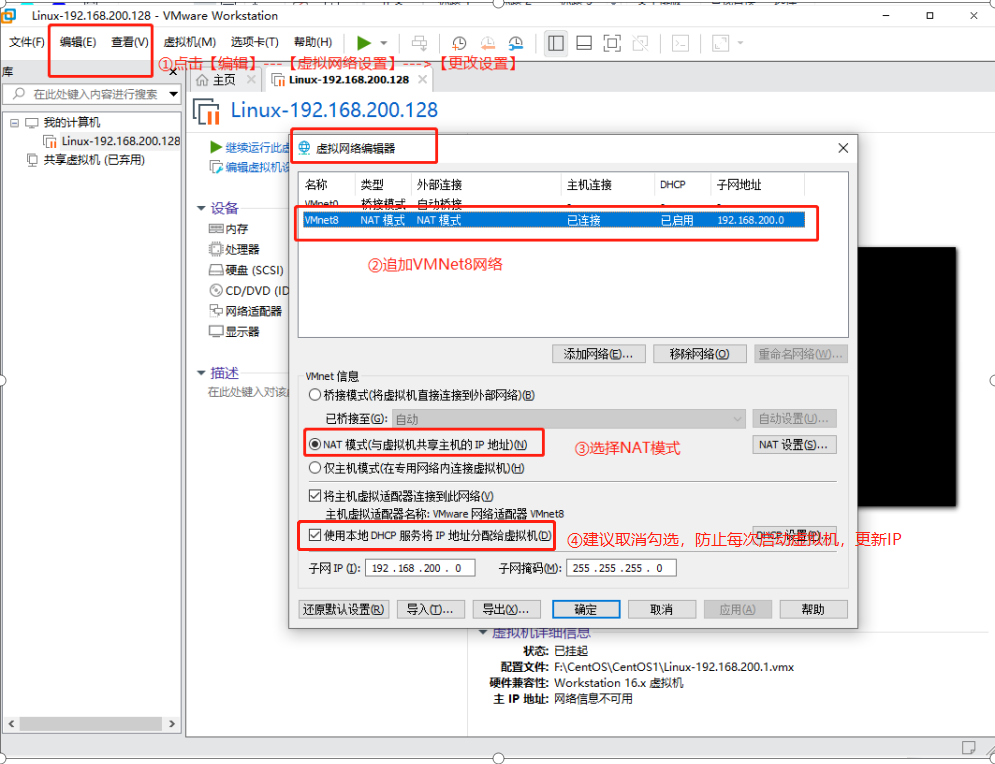 Linux-192.168.200.128 - VMware Workstation
文件(F) 编辑(E) 查看(V) 虚拟机(M) 选项卡(T) 帮助(H)
①点击【编辑】---【虚拟网络设置】--->【更改设置】
库
主页
Linux-192.168.200.128
在此处键入内容进行搜索
Linux-192.168.200.128
我的计算机
Linux-192.168.200.128
共享虚拟机 (已弃用)
继续运行此虚
编辑虚拟机设
设备
内存
处理器
硬盘 (SCSI)
CD/DVD (ID
网络适配器
显示器
描述
在此处键入对该虚
虚拟网络编辑器
名称 类型 外部连接 主机连接 DHCP 子网地址
VMnet0 桥接模式 自动桥接 - - -
VMnet8 NAT 模式 NAT 模式 已连接 已启用 192.168.200.0
②追加VMNet8网络
添加网络(E)... 移除网络(O) 重命名网络(W)...
VMnet 信息
桥接模式(将虚拟机直接连接到外部网络)(B)
已桥接至(G): 自动 自动设置(U)...
NAT 模式(与虚拟机共享主机的 IP 地址)(N) ③选择NAT模式 NAT 设置(S)...
仅主机模式(在专用网络内连接虚拟机)(H)
将主机虚拟适配器连接到此网络(V)
主机虚拟适配器名称: VMware 网络适配器 VMnet8
使用本地 DHCP 服务将 IP 地址分配给虚拟机(D) DHCP 设置(P)...
④建议取消勾选，防止每次启动虚拟机，更新IP
子网 IP (I): 192 . 168 . 200 . 0 子网掩码(M): 255 . 255 . 255 . 0
还原默认设置(R) 导入(T)... 导出(X)... 确定 取消 应用(A) 帮助
虚拟机详细信息
状态: 已挂起
配置文件: F:\CentOS\CentOS1\Linux-192.168.200.1.vmx
硬件兼容性: Workstation 16.x 虚拟机
主 IP 地址: 网络信息不可用